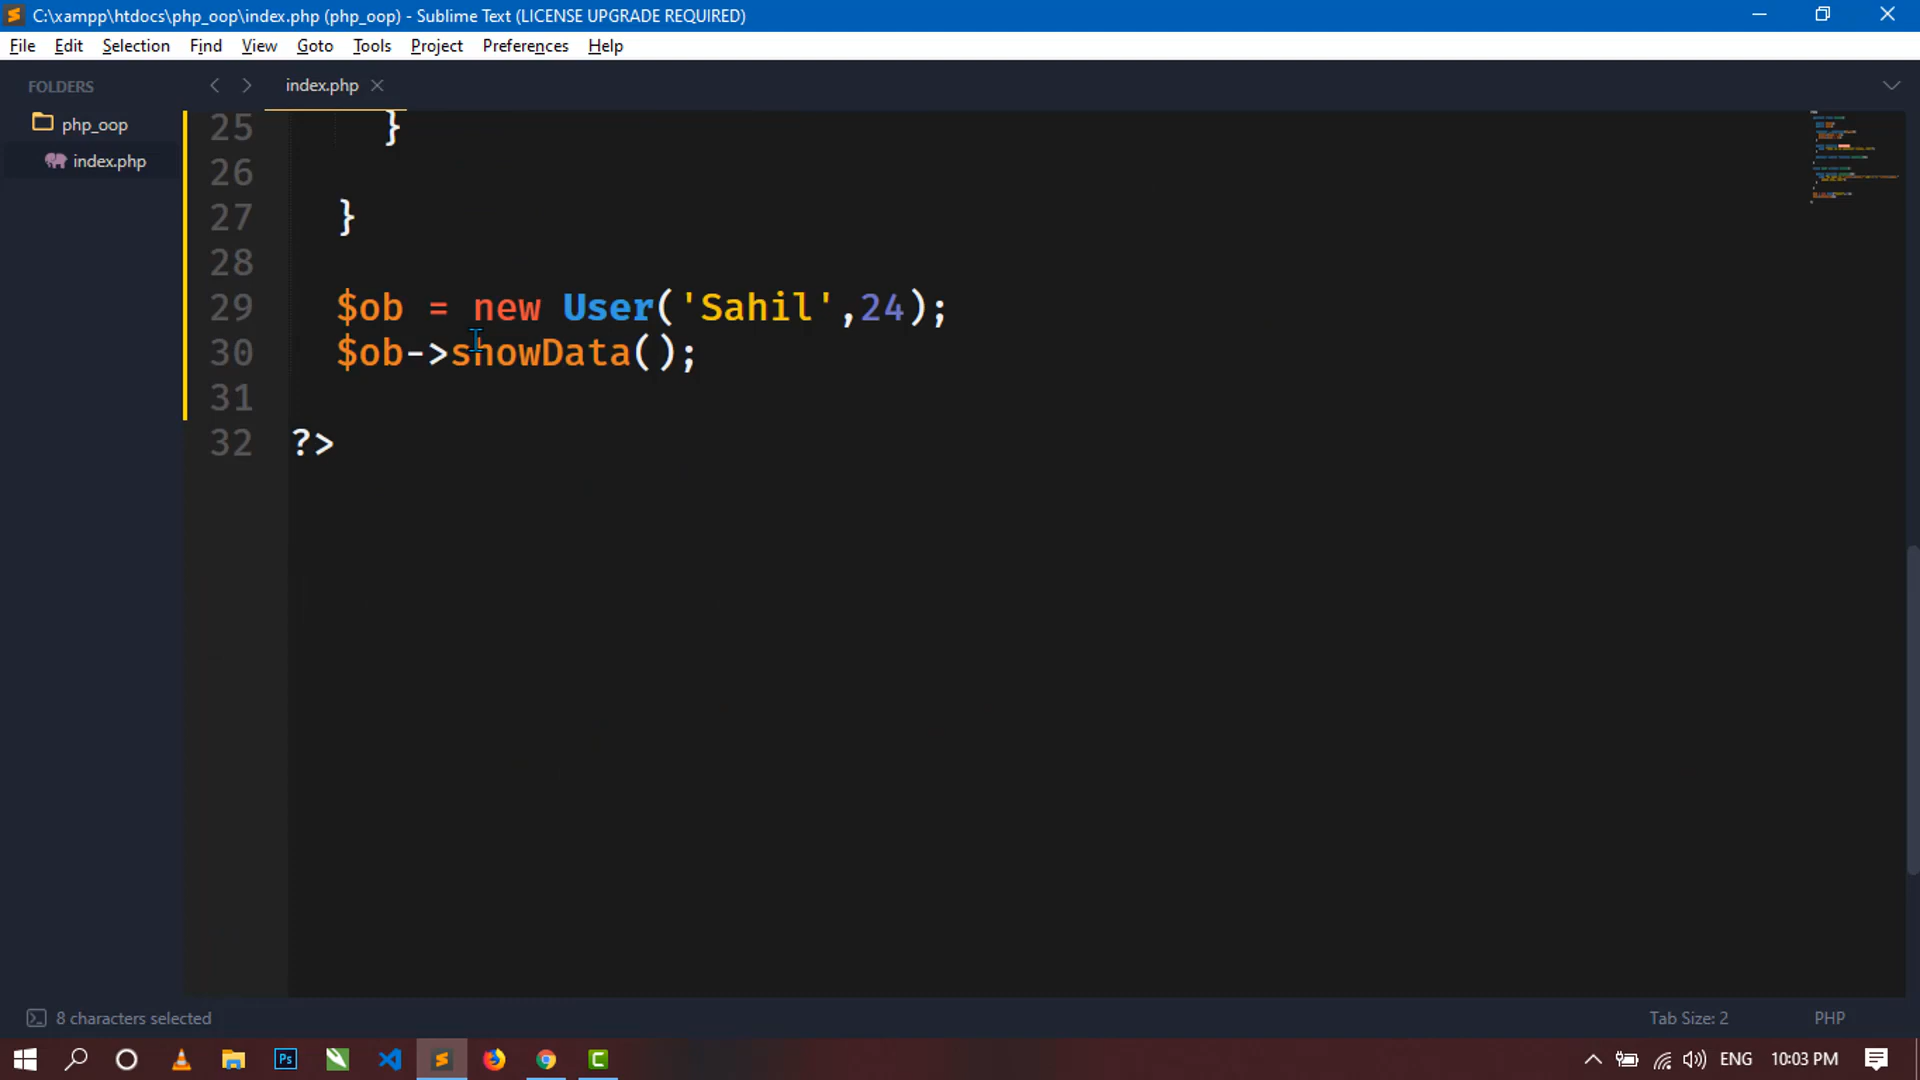 C:\xampp\htdocs\php_oop\index.php (php_oop) - Sublime Text (LICENSE UPGRADE REQUIRED)
File Edit Selection Find View Goto Tools Project Preferences Help
FOLDERS
php_oop
index.php
index.php
25 }
26
27 }
28
29 $ob = new User('Sahil',24);
30 $ob->showData();
31
32 ?>
8 characters selected
Tab Size: 2
PHP
Ps
ENG
10:03 PM